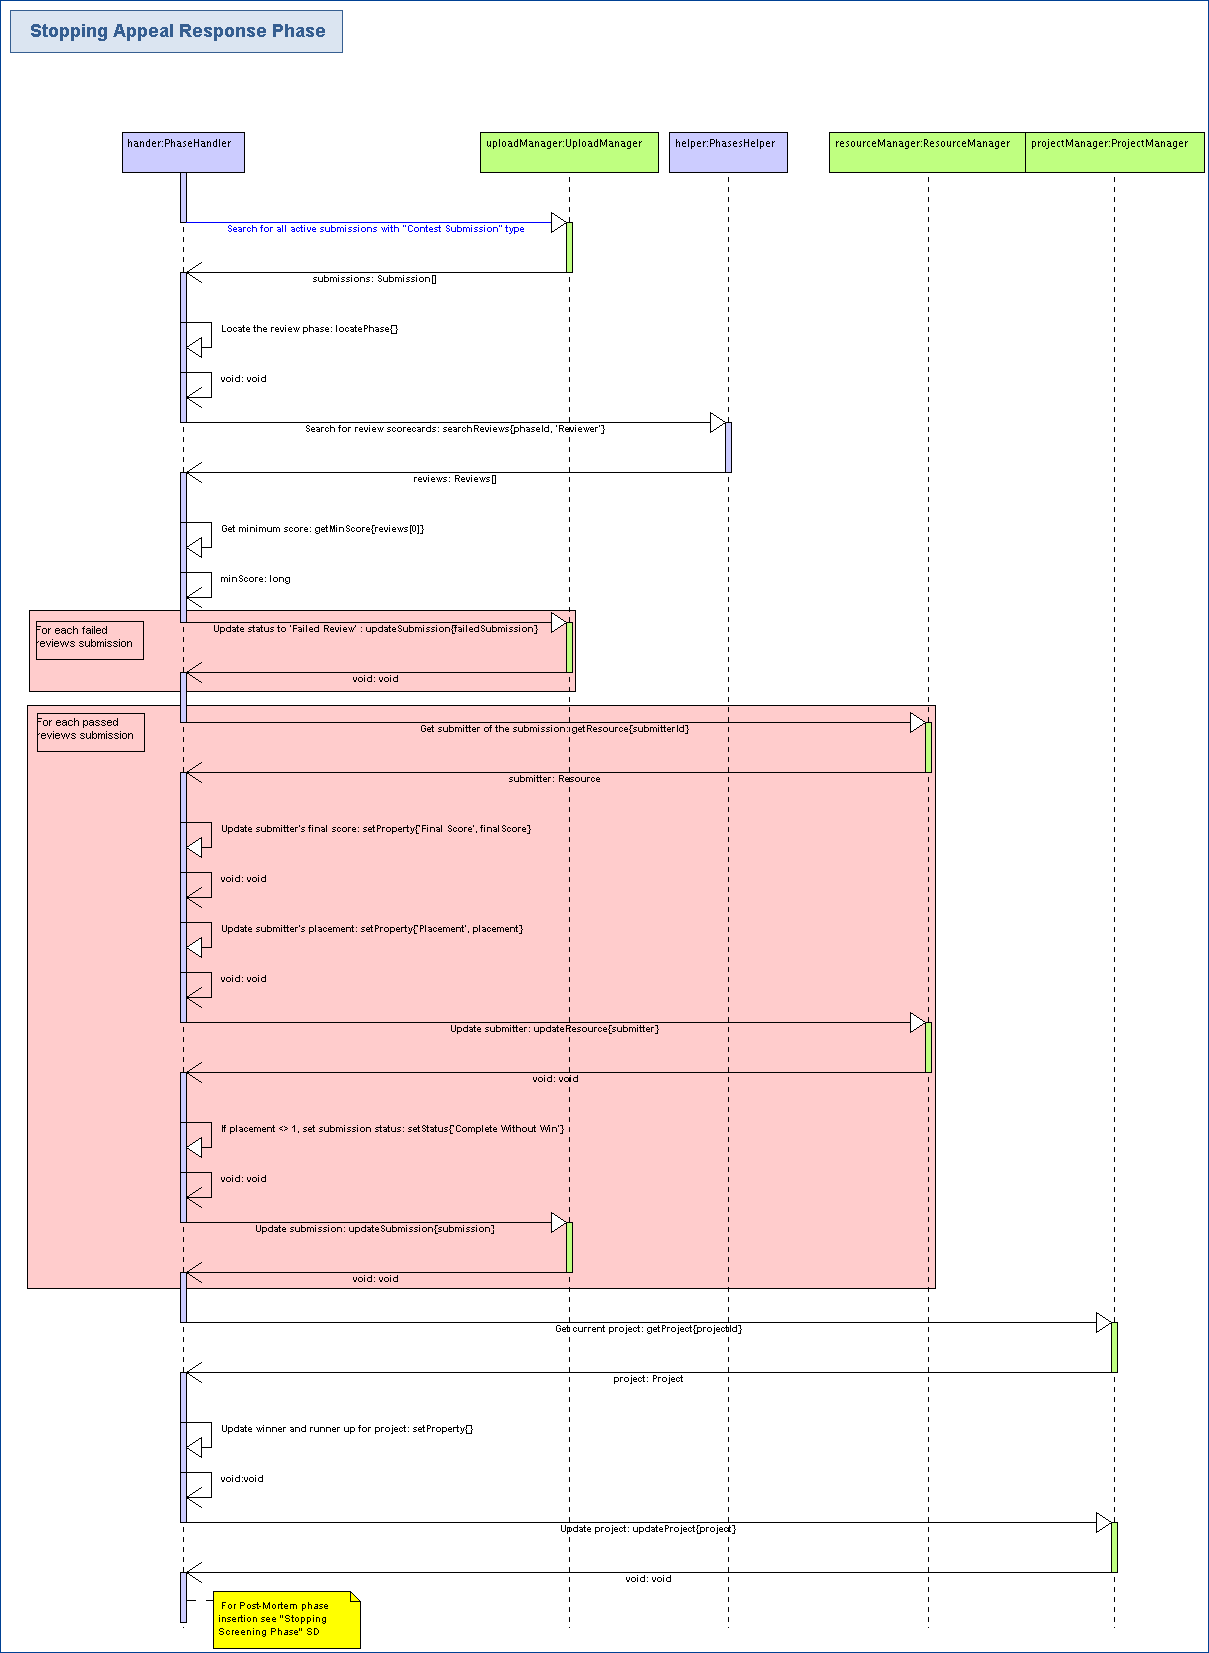 Stopping Appeal Response Phase
hander:PhaseHandler
uploadManager:UploadManager
helper:PhasesHelper
resourceManager:ResourceManager
projectManager:ProjectManager
Search for all active submissions with "Contest Submission" type
submissions: Submission[]
Locate the review phase: locatePhase{}
void: void
Search for review scorecards: searchReviews{phaseId, 'Reviewer'}
reviews: Reviews[]
Get minimum score: getMinScore{reviews[0]}
minScore: long
For each failed
reviews submission
Update status to 'Failed Review' : updateSubmission{failedSubmission}
void: void
For each passed
reviews submission
Get submitter of the submission: getResource{submitterId}
submitter: Resource
Update submitter's final score: setProperty{'Final Score', finalScore}
void: void
Update submitter's placement: setProperty{'Placement', placement}
void: void
Update submitter: updateResource{submitter}
void: void
If placement <> 1, set submission status: setStatus{'Complete Without Win'}
void: void
Update submission: updateSubmission{submission}
void: void
Get current project: getProject{projectId}
project: Project
Update winner and runner up for project: setProperty{}
void:void
Update project: updateProject{project}
void: void
For Post-Mortem phase
insertion see "Stopping
Screening Phase" SD